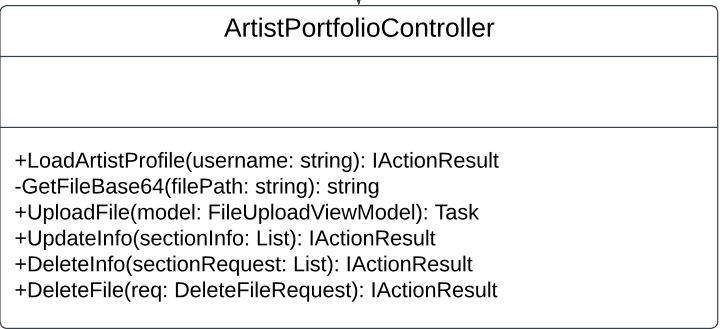 ArtistPortfolioController
+LoadArtistProfile(username: string): IActionResult
-GetFileBase64(filePath: string): string
+UploadFile(model: FileUploadViewModel): Task
+UpdateInfo(sectionInfo: List): IActionResult
+DeleteInfo(sectionRequest: List): IActionResult
+DeleteFile(req: DeleteFileRequest): IActionResult